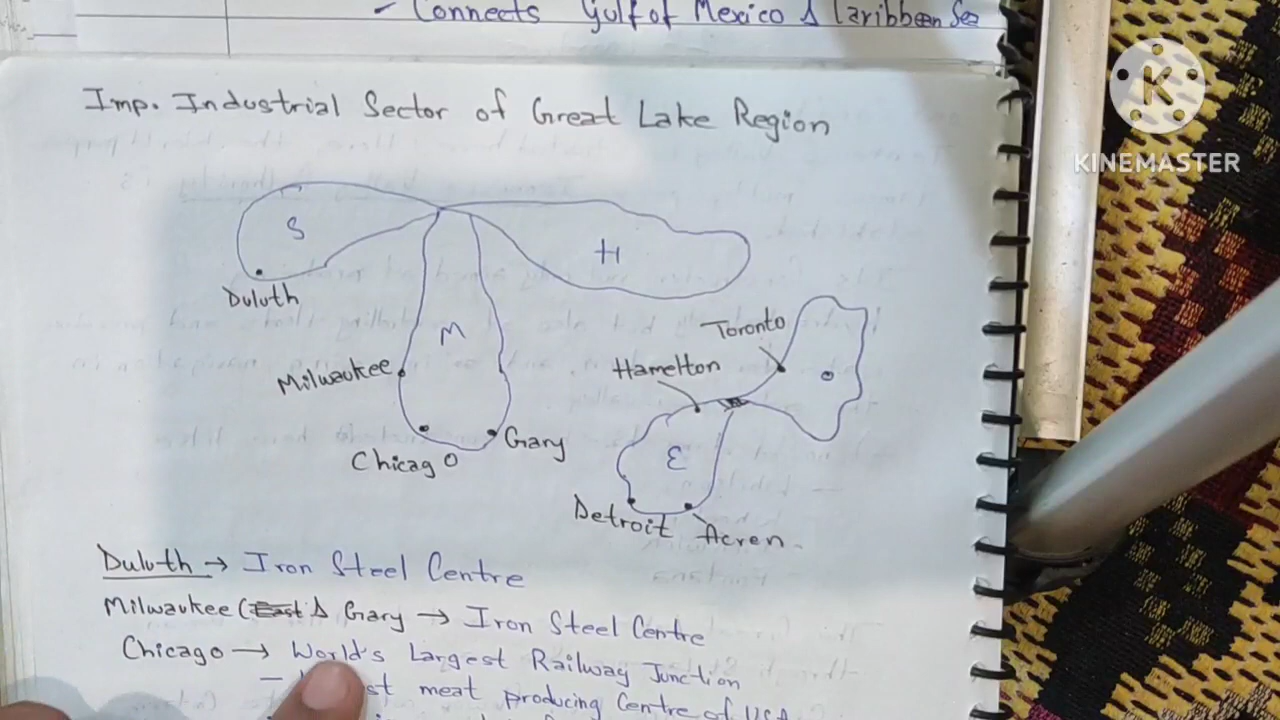 - Connects Gulf of Mexico & Caribbean Sea
Imp. Industrial Sector of Great Lake Region
KINEMASTER
S
H
Duluth
M
Toronto
Hamelton
Milwaukee
Gary
Chicago
E
Detroit
Acren
Duluth → Iron Steel Centre
Milwaukee (East & Gary → Iron Steel Centre
Chicago → World's Largest Railway Junction
- meat producing Centre of USA